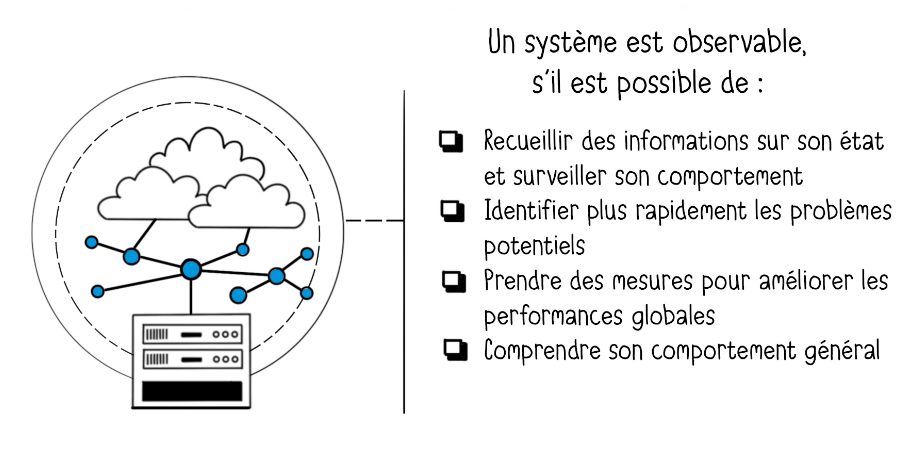 Un système est observable,
s'il est possible de :
Recueillir des informations sur son état
et surveiller son comportement
Identifier plus rapidement les problèmes
potentiels
Prendre des mesures pour améliorer les
performances globales
Comprendre son comportement général